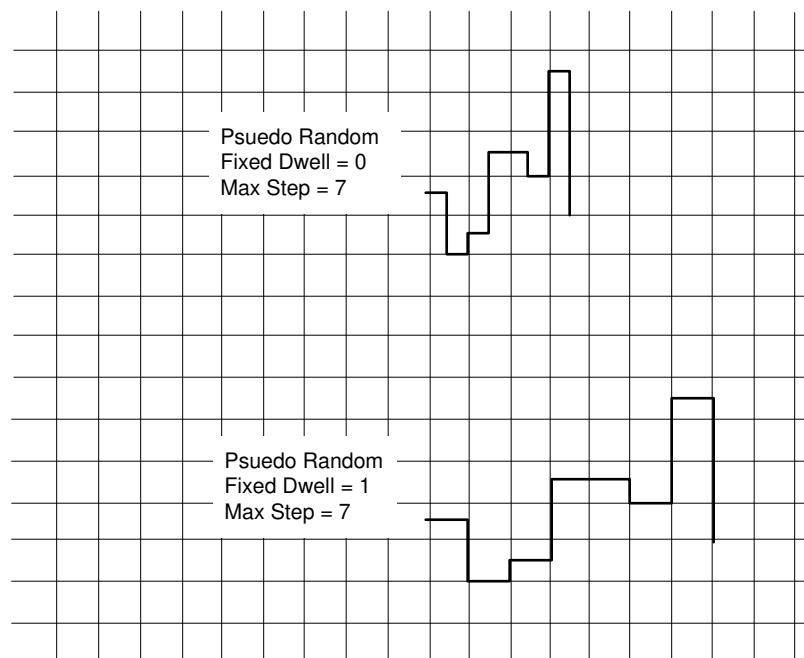 Psuedo Random
Fixed Dwell = 0
Max Step = 7
Psuedo Random
Fixed Dwell = 1
Max Step = 7